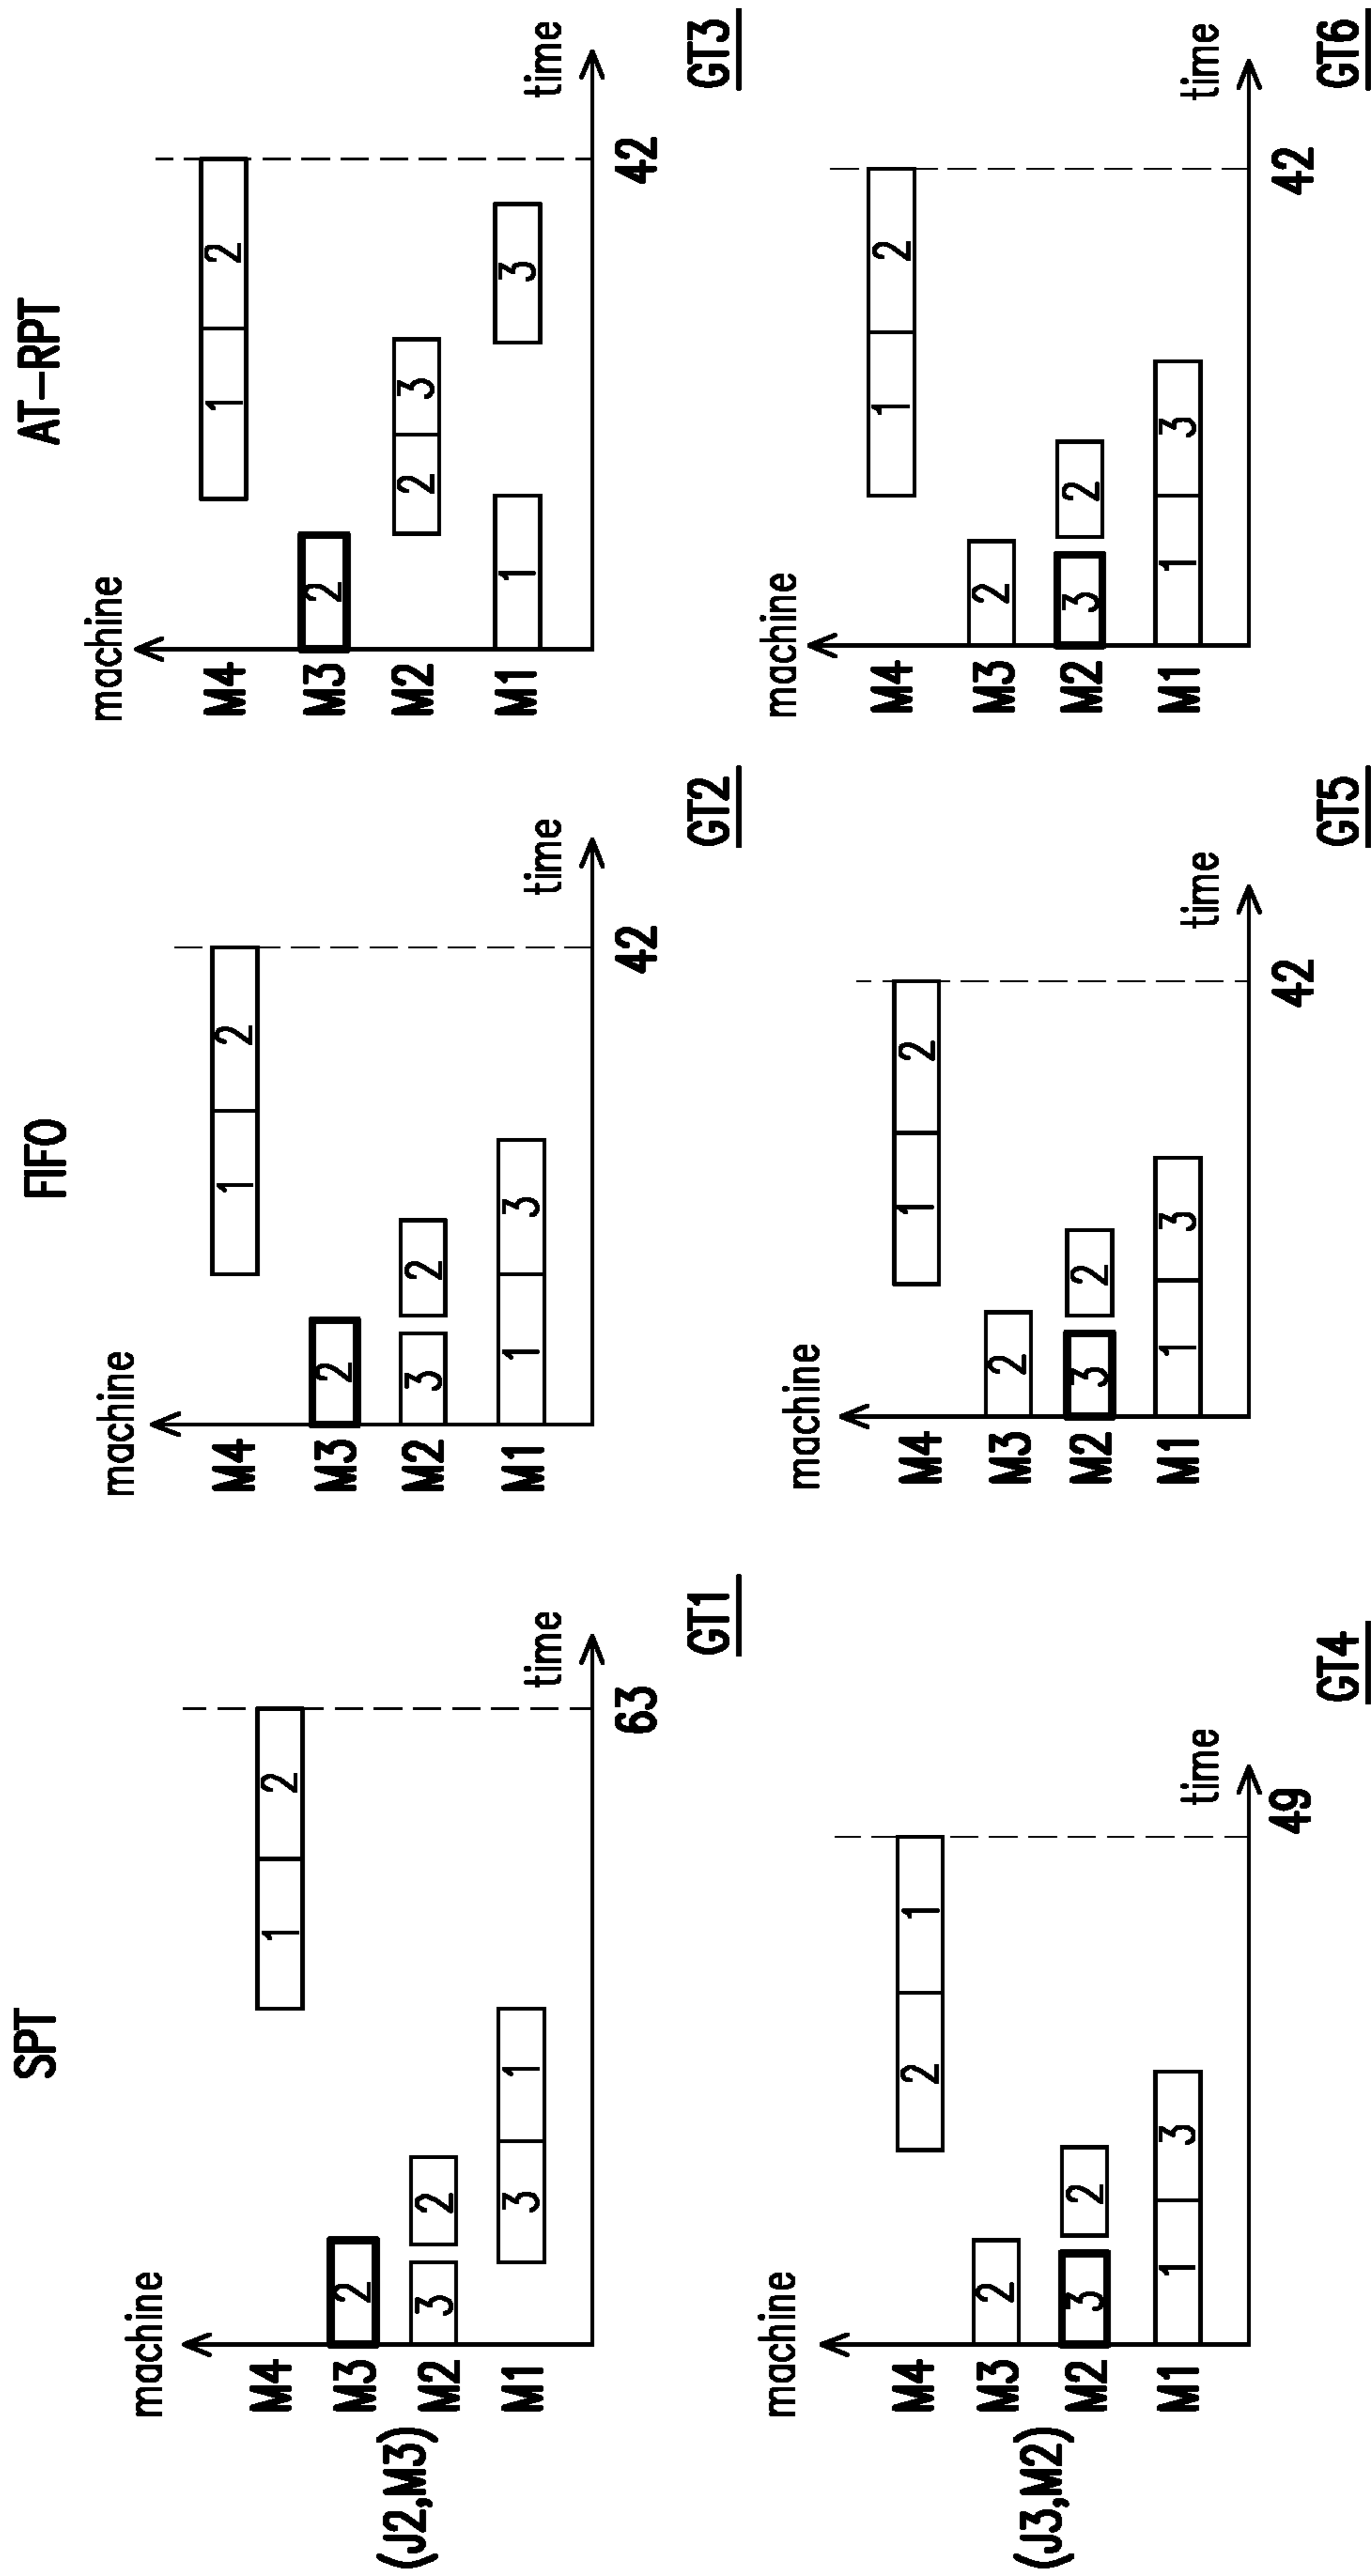 SPT
FIFO
AT-RPT
(J2,M3)
machine
M4
1 2
M3
2
M2
3 2
M1
3 1
time
63
GT1
machine
M4
1 2
M3
2
M2
3 2
M1
1 3
time
42
GT2
machine
M4
1 2
M3
2
M2
2 3
M1
1 3
time
42
GT3
(J3,M2)
machine
M4
2 1
M3
2
M2
3 2
M1
1 3
time
49
GT4
machine
M4
1 2
M3
2
M2
3 2
M1
1 3
time
42
GT5
machine
M4
1 2
M3
2
M2
3 2
M1
1 3
time
42
GT6